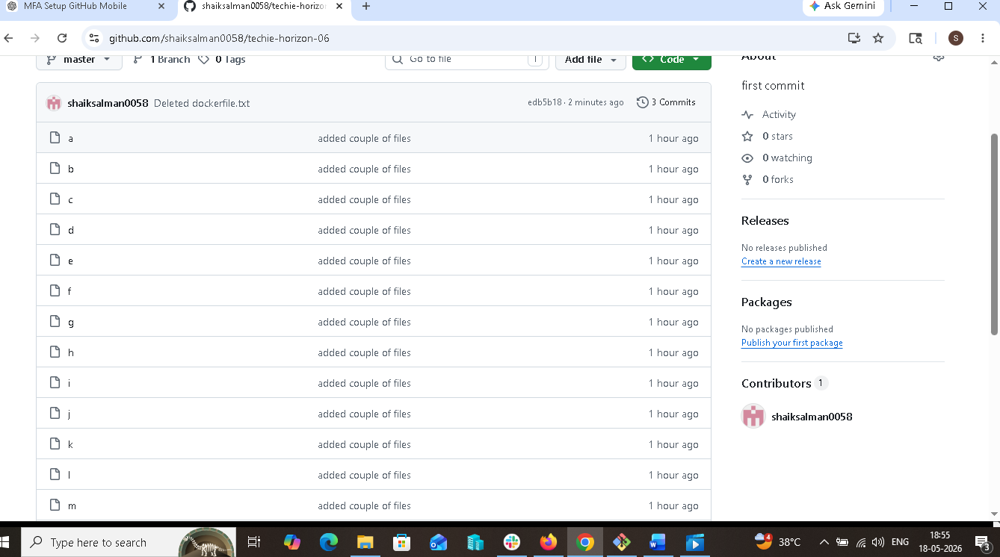 MFA Setup GitHub Mobile
shaiksalman0058/techie-horizon
Ask Gemini
github.com/shaiksalman0058/techie-horizon-06
S
master
1 Branch
0 Tags
Go to file
Add file
Code
shaiksalman0058 Deleted dockerfile.txt
edb5b18 · 2 minutes ago
3 Commits
a added couple of files 1 hour ago
b added couple of files 1 hour ago
c added couple of files 1 hour ago
d added couple of files 1 hour ago
e added couple of files 1 hour ago
f added couple of files 1 hour ago
g added couple of files 1 hour ago
h added couple of files 1 hour ago
i added couple of files 1 hour ago
j added couple of files 1 hour ago
k added couple of files 1 hour ago
l added couple of files 1 hour ago
m added couple of files 1 hour ago
About
first commit
Activity
0 stars
0 watching
0 forks
Releases
No releases published
Create a new release
Packages
No packages published
Publish your first package
Contributors 1
shaiksalman0058
Type here to search
4
38°C
ENG
18:55
18-05-2026
3